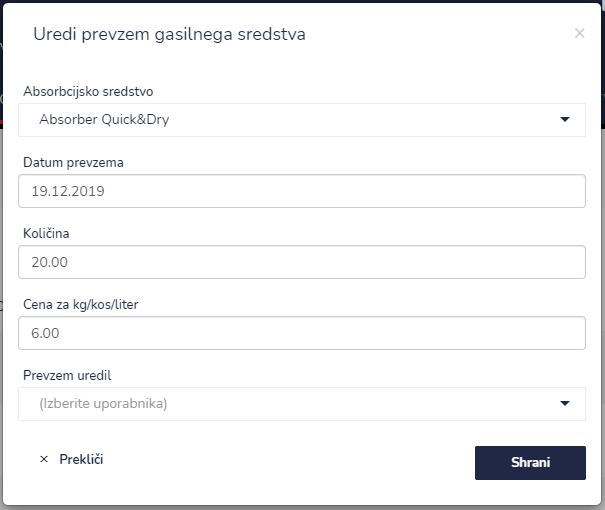 Uredi prevzem gasilnega sredstva
×
Absorbcijsko sredstvo
Absorber Quick&Dry
Datum prevzema
19.12.2019
Količina
20.00
Cena za kg/kos/liter
6.00
Prevzem uredil
(Izberite uporabnika)
× Prekliči
Shrani